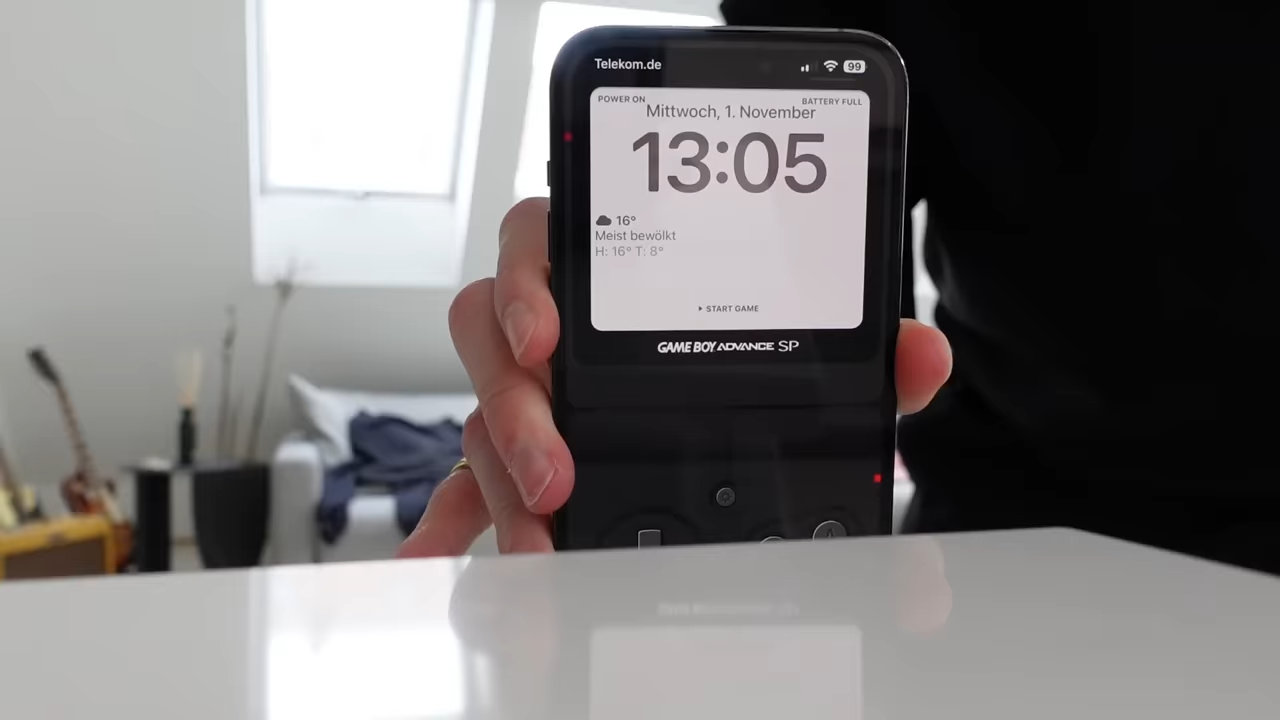 Telekom.de
99
POWER ON
BATTERY FULL
Mittwoch, 1. November
13:05
16°
Meist bewölkt
H: 16° T: 8°
START GAME
GAME BOY ADVANCE SP
A